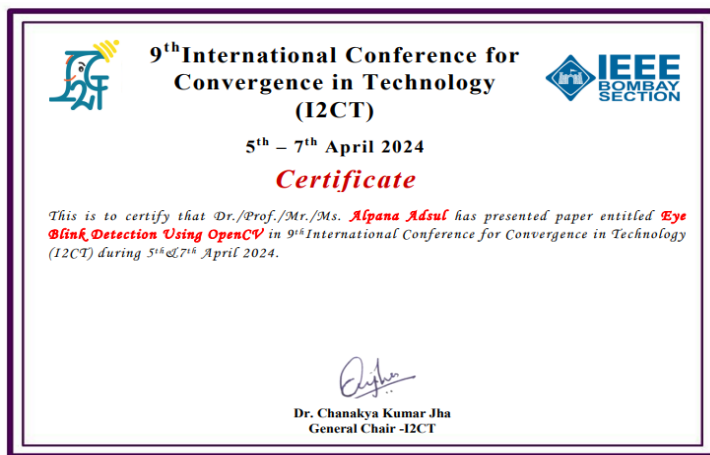 9th International Conference for
Convergence in Technology
(I2CT)
IEEE
BOMBAY
SECTION
5th – 7th April 2024
Certificate
This is to certify that Dr./Prof./Mr./Ms. Alpana Adsul has presented paper entitled Eye
Blink Detection Using OpenCV in 9th International Conference for Convergence in Technology
(I2CT) during 5th&7th April 2024.
Dr. Chanakya Kumar Jha
General Chair -I2CT